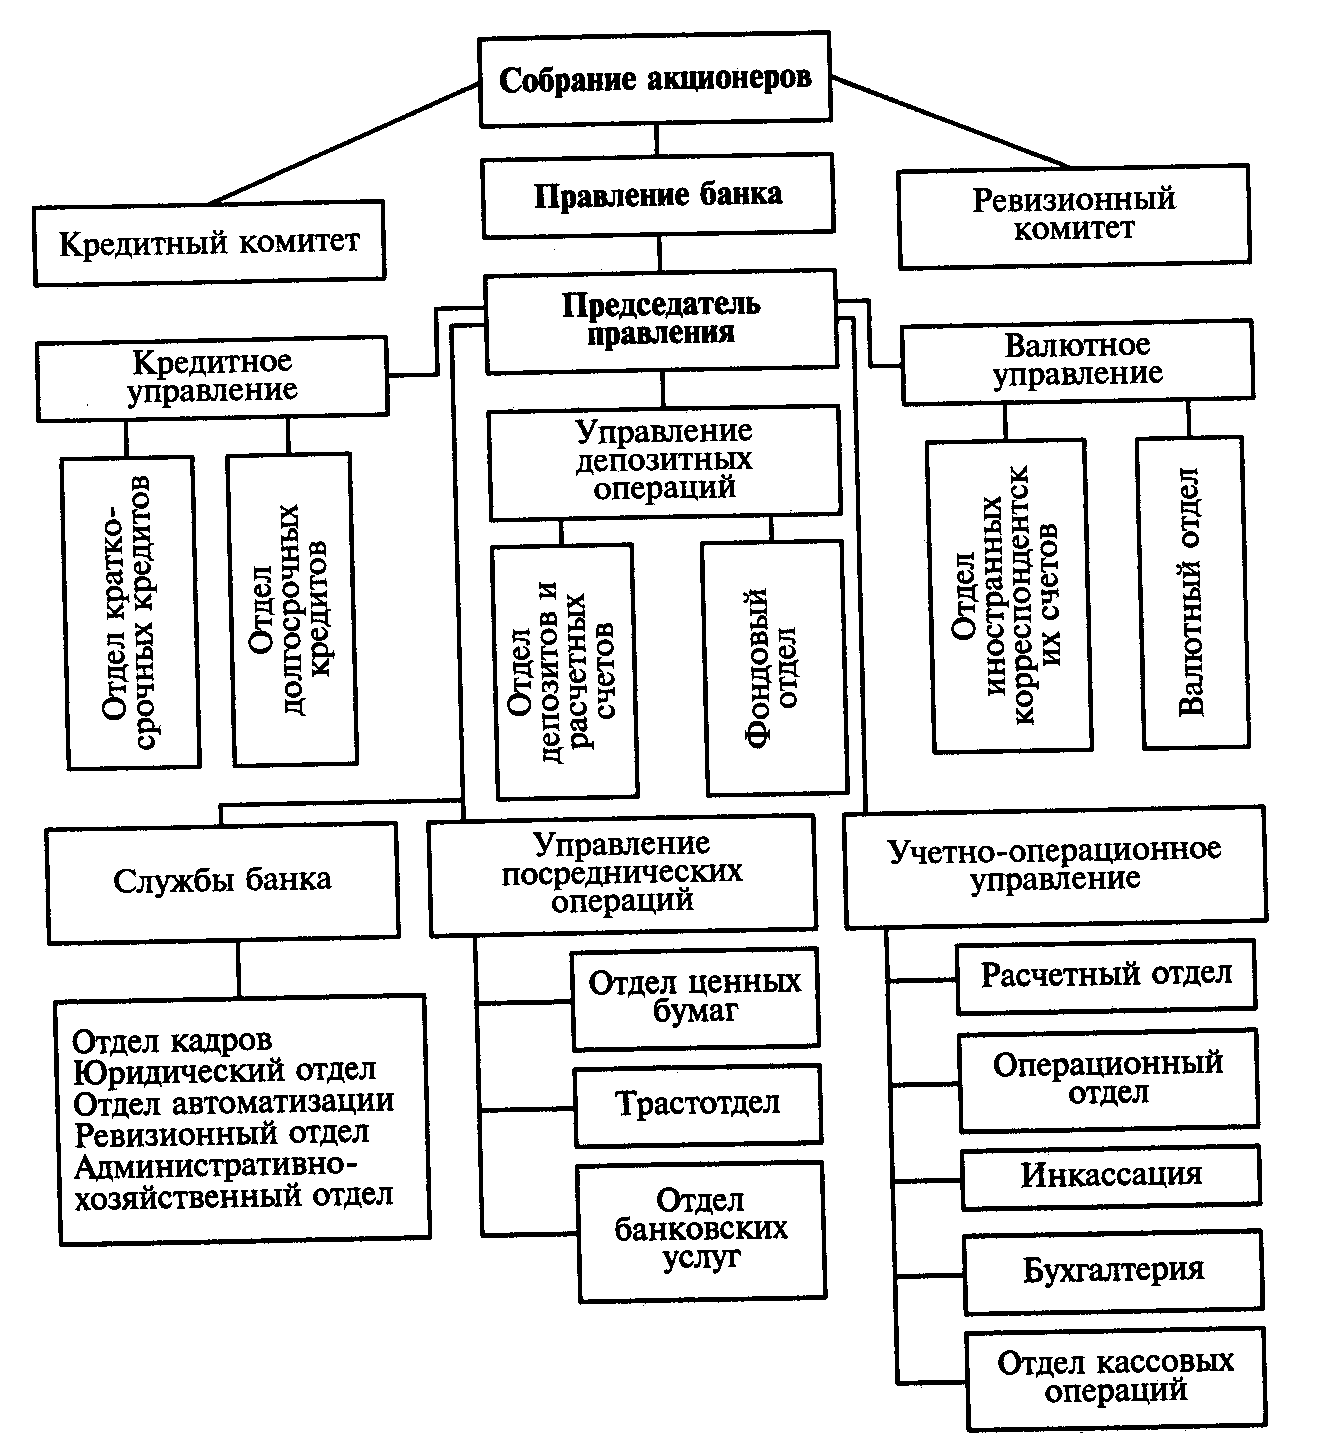 Собрание акционеров
Правление банка
Кредитный комитет
Ревизионный
комитет
Председатель
правления
Кредитное
управление
Валютное
управление
Управление
депозитных
операций
Отдел кратко-
срочных кредитов
Отдел
долгосрочных
кредитов
Отдел
депозитов и
расчетных
счетов
Фондовый
отдел
Отдел
иностранных
корреспондентск
их счетов
Валютный отдел
Службы банка
Управление
посреднических
операций
Учетно-операционное
управление
Отдел кадров
Юридический отдел
Отдел автоматизации
Ревизионный отдел
Административно-
хозяйственный отдел
Отдел ценных
бумаг
Трастотдел
Отдел
банковских
услуг
Расчетный отдел
Операционный
отдел
Инкассация
Бухгалтерия
Отдел кассовых
операций